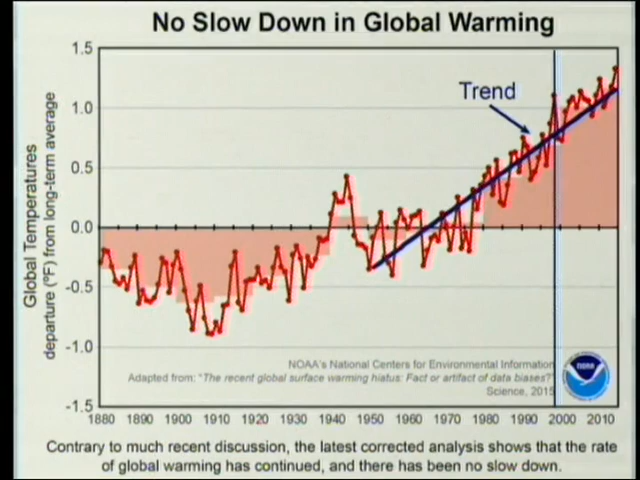 No Slow Down in Global Warming
Global Temperatures
departure (°F) from long-term average
1.5
1.0
0.5
0.0
-0.5
-1.0
-1.5
Trend
NOAA's National Centers for Environmental Information
Adapted from: "The recent global surface warming hiatus: Fact or artifact of data biases?"
Science, 2015
NOAA
1880 1890 1900 1910 1920 1930 1940 1950 1960 1970 1980 1990 2000 2010
Contrary to much recent discussion, the latest corrected analysis shows that the rate
of global warming has continued, and there has been no slow down.